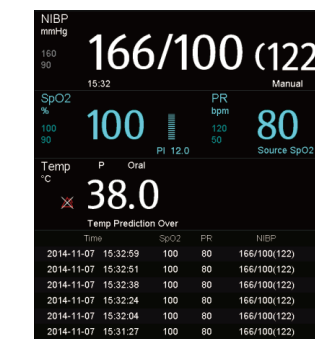 NIBP
mmHg
160
90
166/100 (122
15:32 Manual
SpO2 PR
% bpm
100 100 120 80
90 50
PI 12.0 Source SpO2
Temp P Oral
°C
38.0
Temp Prediction Over
Time SpO2 PR NIBP
2014-11-07 15:32:59 100 80 166/100(122)
2014-11-07 15:32:51 100 80 166/100(122)
2014-11-07 15:32:38 100 80 166/100(122)
2014-11-07 15:32:24 100 80 166/100(122)
2014-11-07 15:32:04 100 80 166/100(122)
2014-11-07 15:31:27 100 80 166/100(122)